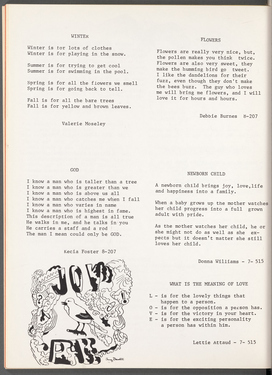 WINTER
Winter is for lots of clothes
Winter is for playing in the snow.
Summer is for trying to get cool
Summer is for swimming in the pool.
Spring is for all the flowers we smell
Spring is for going back to tell.
Fall is for all the bare trees
Fall is for yellow and brown leaves.
Valerie Moseley
FLOWERS
Flowers are really very nice, but,
the pollen makes you think twice.
Flowers are also very sweet, they
make the humming bird go tweet.
I like the dandelions for their
fuzz, even though they don't make
the bees buzz. The guy who loves
me will bring me flowers, and I will
love it for hours and hours.
Debbie Burnes 8-207
GOD
I know a man who is taller than a tree
I know a man who is greater then we
I know a man who is above us all
I know a man who catches me when I fall
I know a man who varies in name
I know a man who is highest in fame.
This description of a man is all true
He walks in me, and he talks in you
He carries a staff and a rod
The man I mean could only be GOD.
Foster 8-207
NEWBORN CHILD
A newborn child brings joy, love, life
and happiness into a family.
When a baby grows up the mother watches
her child progress into a full grown
adult with pride.
As the mother watches her child, he or
she might not do as well as she ex-
pects but it doesn't matter she still
loves her child.
Donna Williams - 7- 515
WHAT IS THE MEANING OF LOVE
L - is for the lovely things that
happen to a person.
O - is for the opposition a person has.
V - is for the victory in your heart.
E - is for the exciting personality
a person has within him.
Lettie Attoud - 7- 515